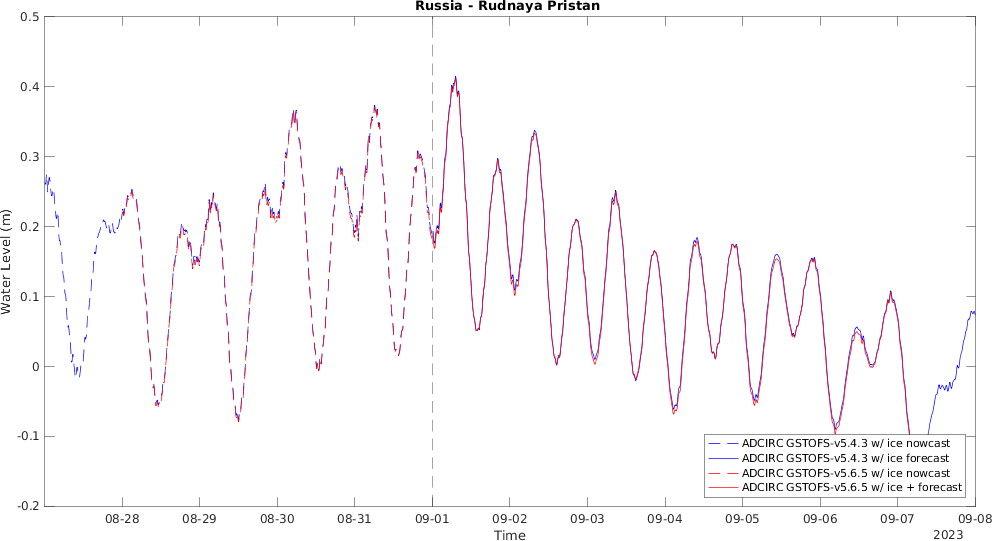 Russia - Rudnaya Pristan
0.5
0.4
0.3
0.2
0.1
0
-0.1
-0.2
Water Level (m)
ADCIRC GSTOFS-v5.4.3 w/ ice nowcast
ADCIRC GSTOFS-v5.4.3 w/ ice forecast
ADCIRC GSTOFS-v5.6.5 w/ ice nowcast
ADCIRC GSTOFS-v5.6.5 w/ ice + forecast
08-28 08-29 08-30 08-31 09-01 09-02 09-03 09-04 09-05 09-06 09-07 09-08
Time
2023